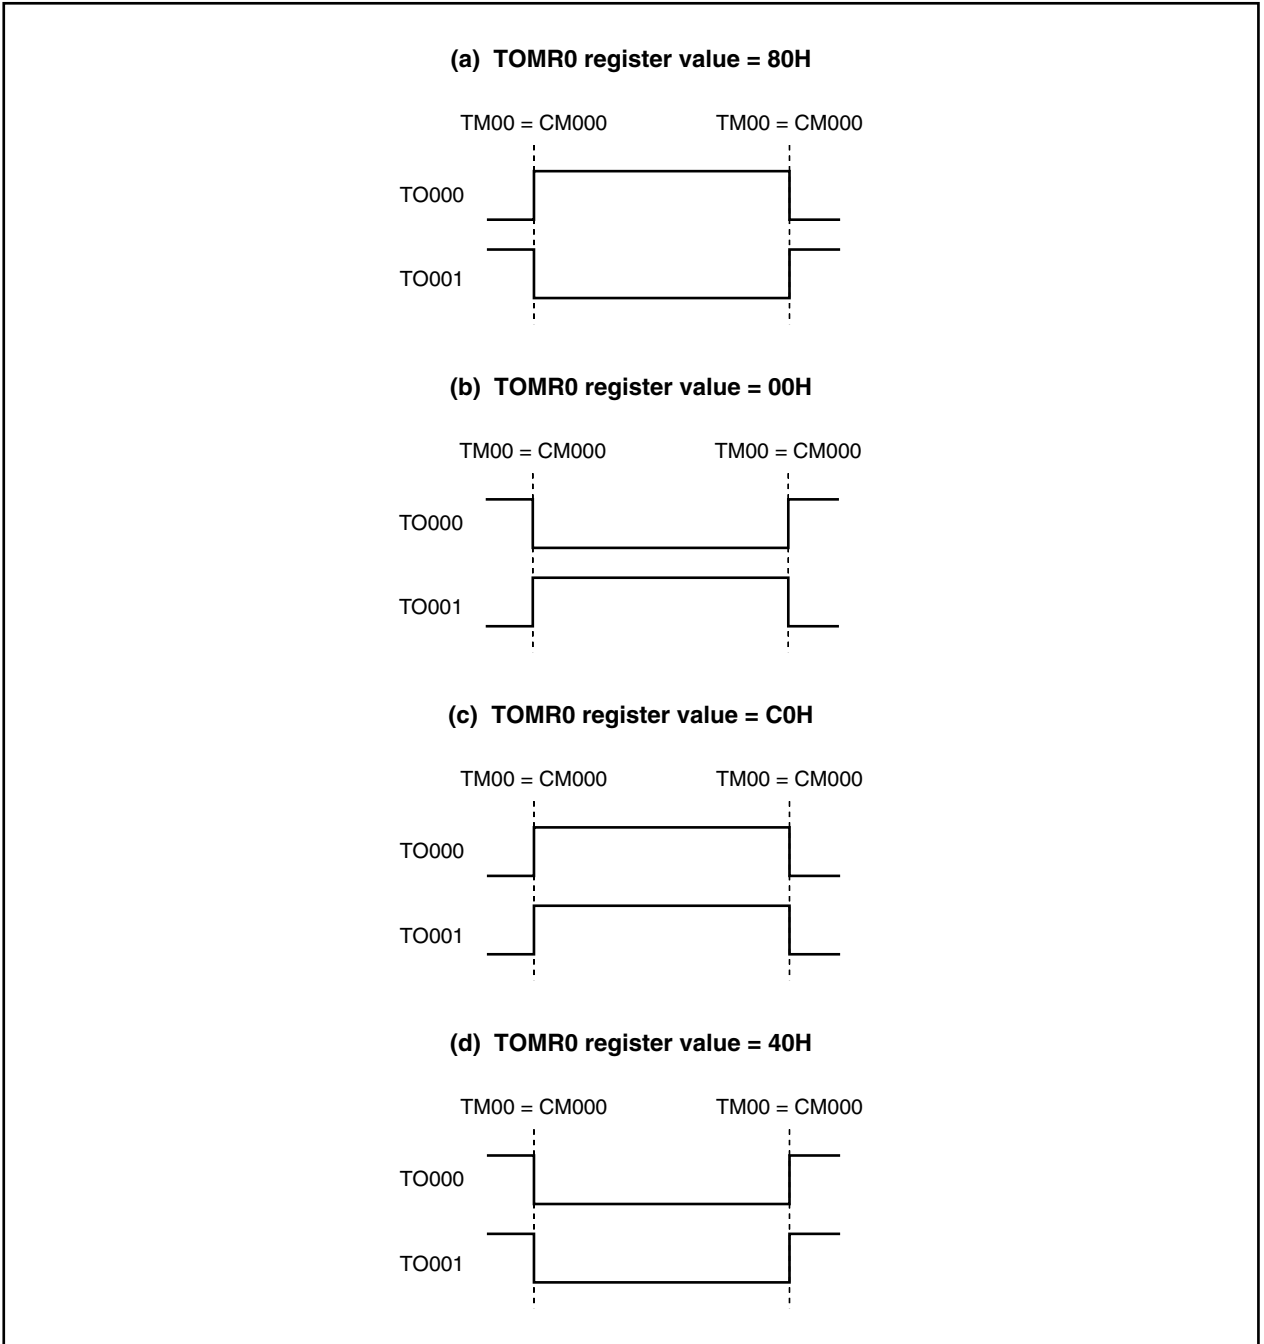 (a) TOMR0 register value = 80H
TM00 = CM000 TM00 = CM000
TO000
TO001
(b) TOMR0 register value = 00H
TM00 = CM000 TM00 = CM000
TO000
TO001
(c) TOMR0 register value = C0H
TM00 = CM000 TM00 = CM000
TO000
TO001
(d) TOMR0 register value = 40H
TM00 = CM000 TM00 = CM000
TO000
TO001